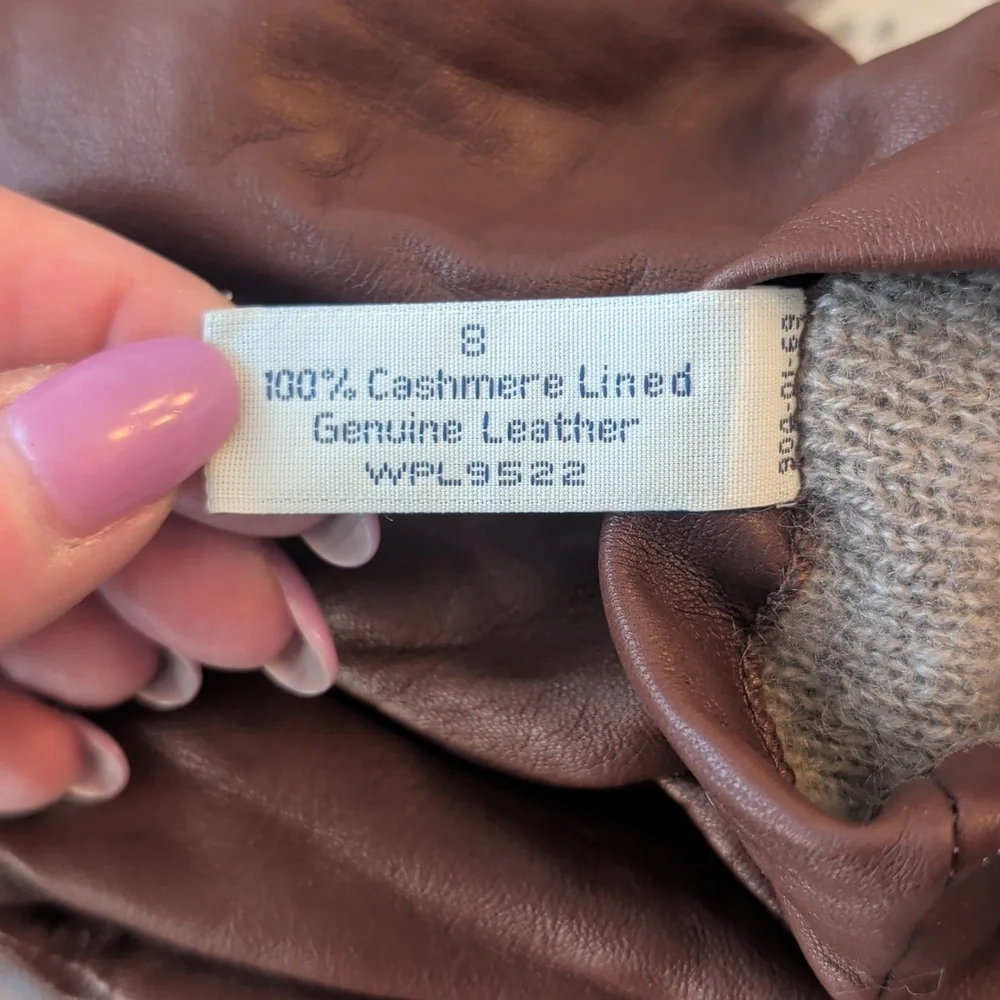 8
100% Cashmere Lined
Genuine Leather
WPL9522